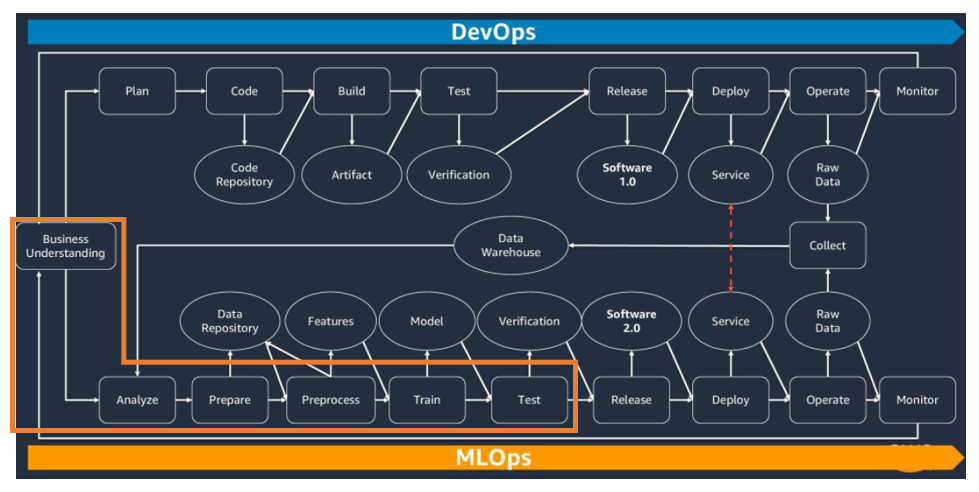 DevOps
Plan
Code
Build
Test
Release
Deploy
Operate
Monitor
Code
Repository
Artifact
Verification
Software
1.0
Service
Raw
Data
Business
Understanding
Data
Warehouse
Collect
Data
Repository
Features
Model
Verification
Software
2.0
Service
Raw
Data
Analyze
Prepare
Preprocess
Train
Test
Release
Deploy
Operate
Monitor
MLOps